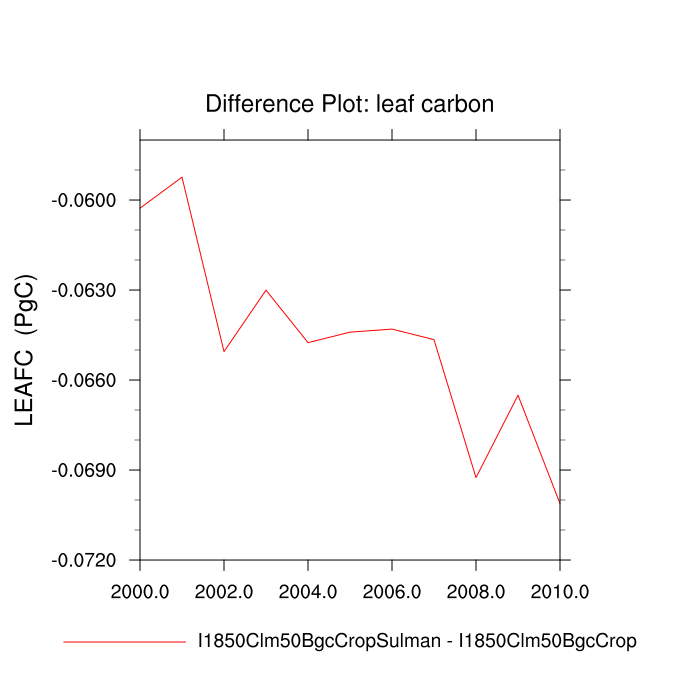 Difference Plot: leaf carbon
LEAFC (PgC)
-0.0600
-0.0630
-0.0660
-0.0690
-0.0720
2000.0 2002.0 2004.0 2006.0 2008.0 2010.0
I1850Clm50BgcCropSulman - I1850Clm50BgcCrop